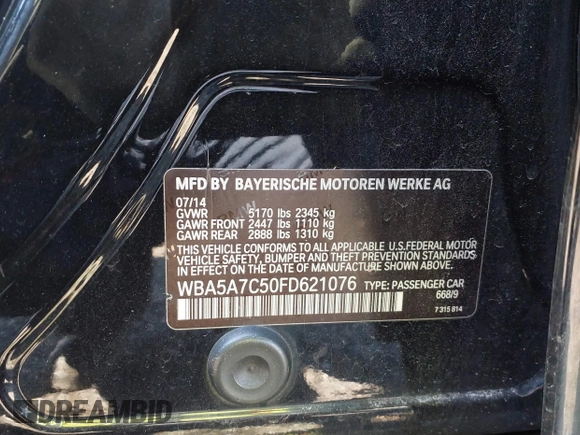 MFD BY BAYERISCHE MOTOREN WERKE AG
07/14
GVWR 5170 lbs 2345 kg
GAWR FRONT 2447 lbs 1110 kg
GAWR REAR 2888 lbs 1310 kg
THIS VEHICLE CONFORMS TO ALL APPLICABLE U.S.FEDERAL MOTOR
VEHICLE SAFETY, BUMPER AND THEFT PREVENTION STANDARDS
IN EFFECT ON THE DATE OF MANUFACTURE SHOWN ABOVE.
WBA5A7C50FD621076 TYPE: PASSENGER CAR
668/9
7 315 814
DREAMBID